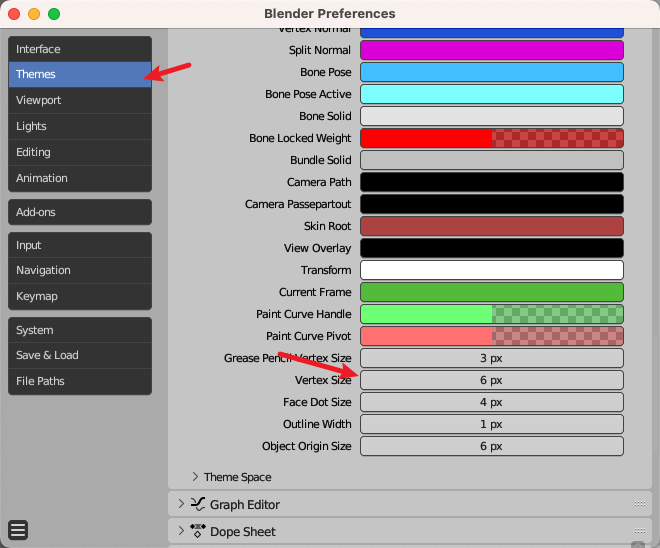 Blender Preferences
Interface
Themes
Viewport
Lights
Editing
Animation
Add-ons
Input
Navigation
Keymap
System
Save & Load
File Paths
Vertex Normal
Split Normal
Bone Pose
Bone Pose Active
Bone Solid
Bone Locked Weight
Bundle Solid
Camera Path
Camera Passepartout
Skin Root
View Overlay
Transform
Current Frame
Paint Curve Handle
Paint Curve Pivot
Grease Pencil Vertex Size 3 px
Vertex Size 6 px
Face Dot Size 4 px
Outline Width 1 px
Object Origin Size 6 px
Theme Space
Graph Editor
Dope Sheet